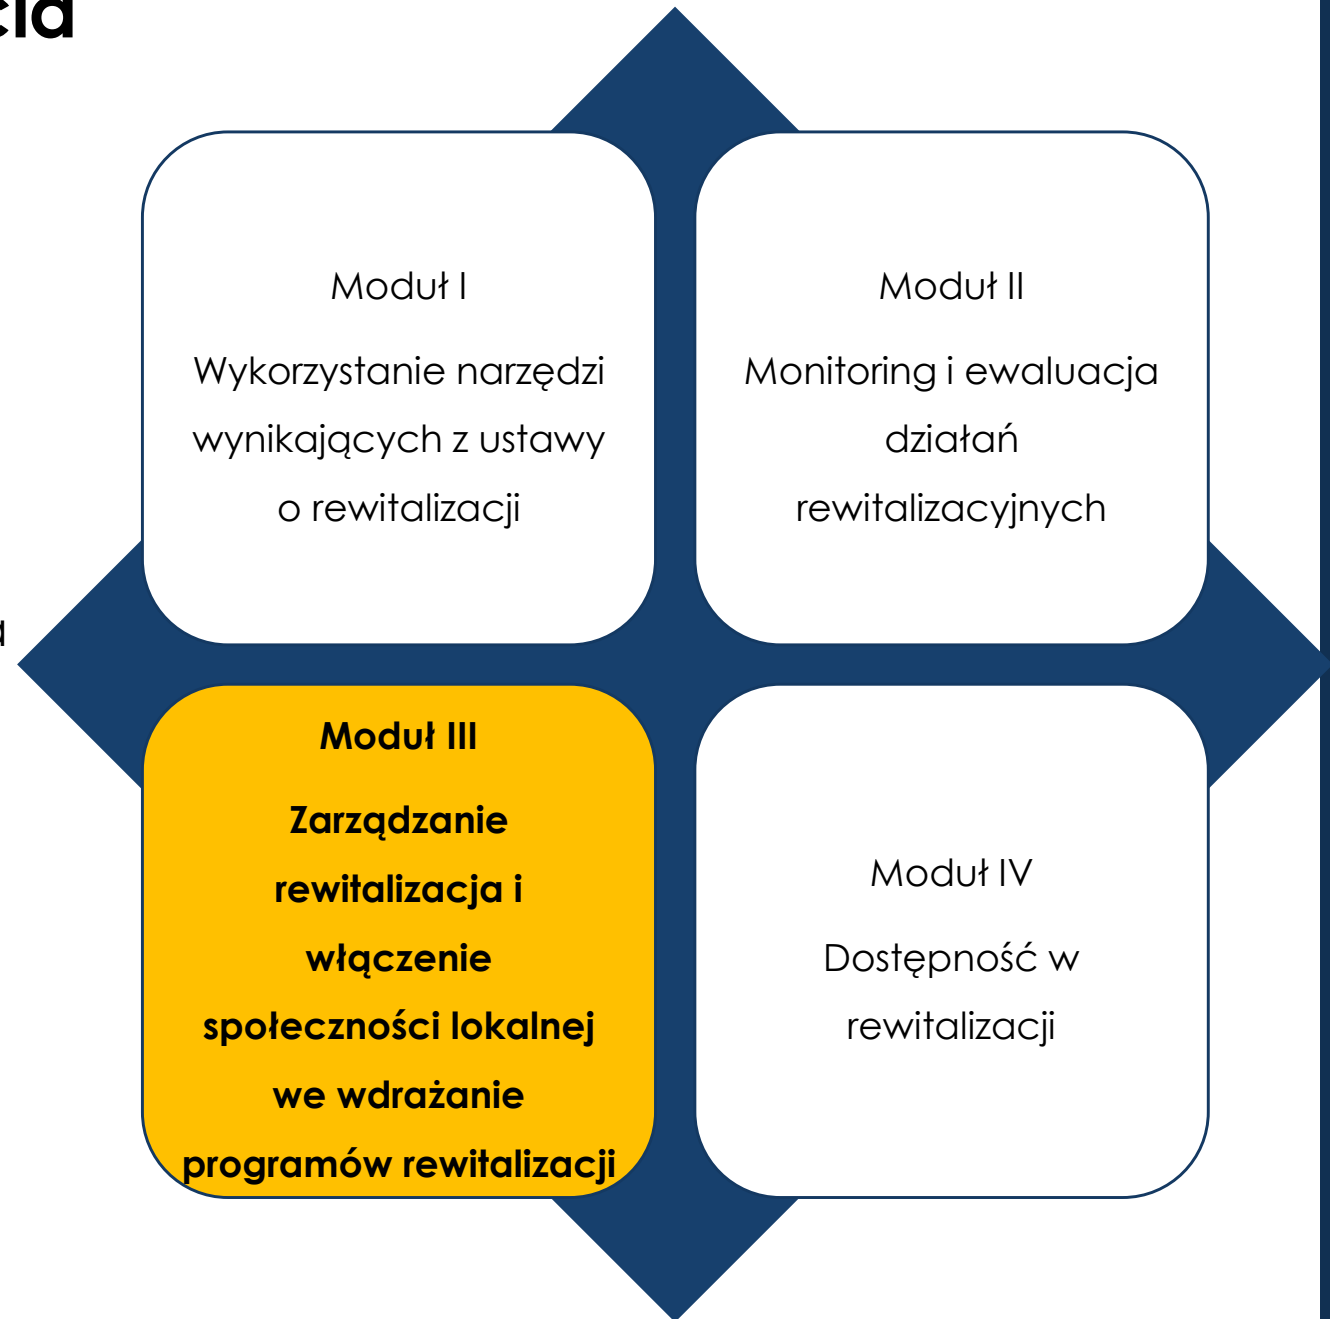 Moduł I
Wykorzystanie narzędzi
wynikających z ustawy
o rewitalizacji
Moduł II
Monitoring i ewaluacja
działań
rewitalizacyjnych
Moduł III
Zarządzanie
rewitalizacja i
włączenie
społeczności lokalnej
we wdrażanie
programów rewitalizacji
Moduł IV
Dostępność w
rewitalizacji